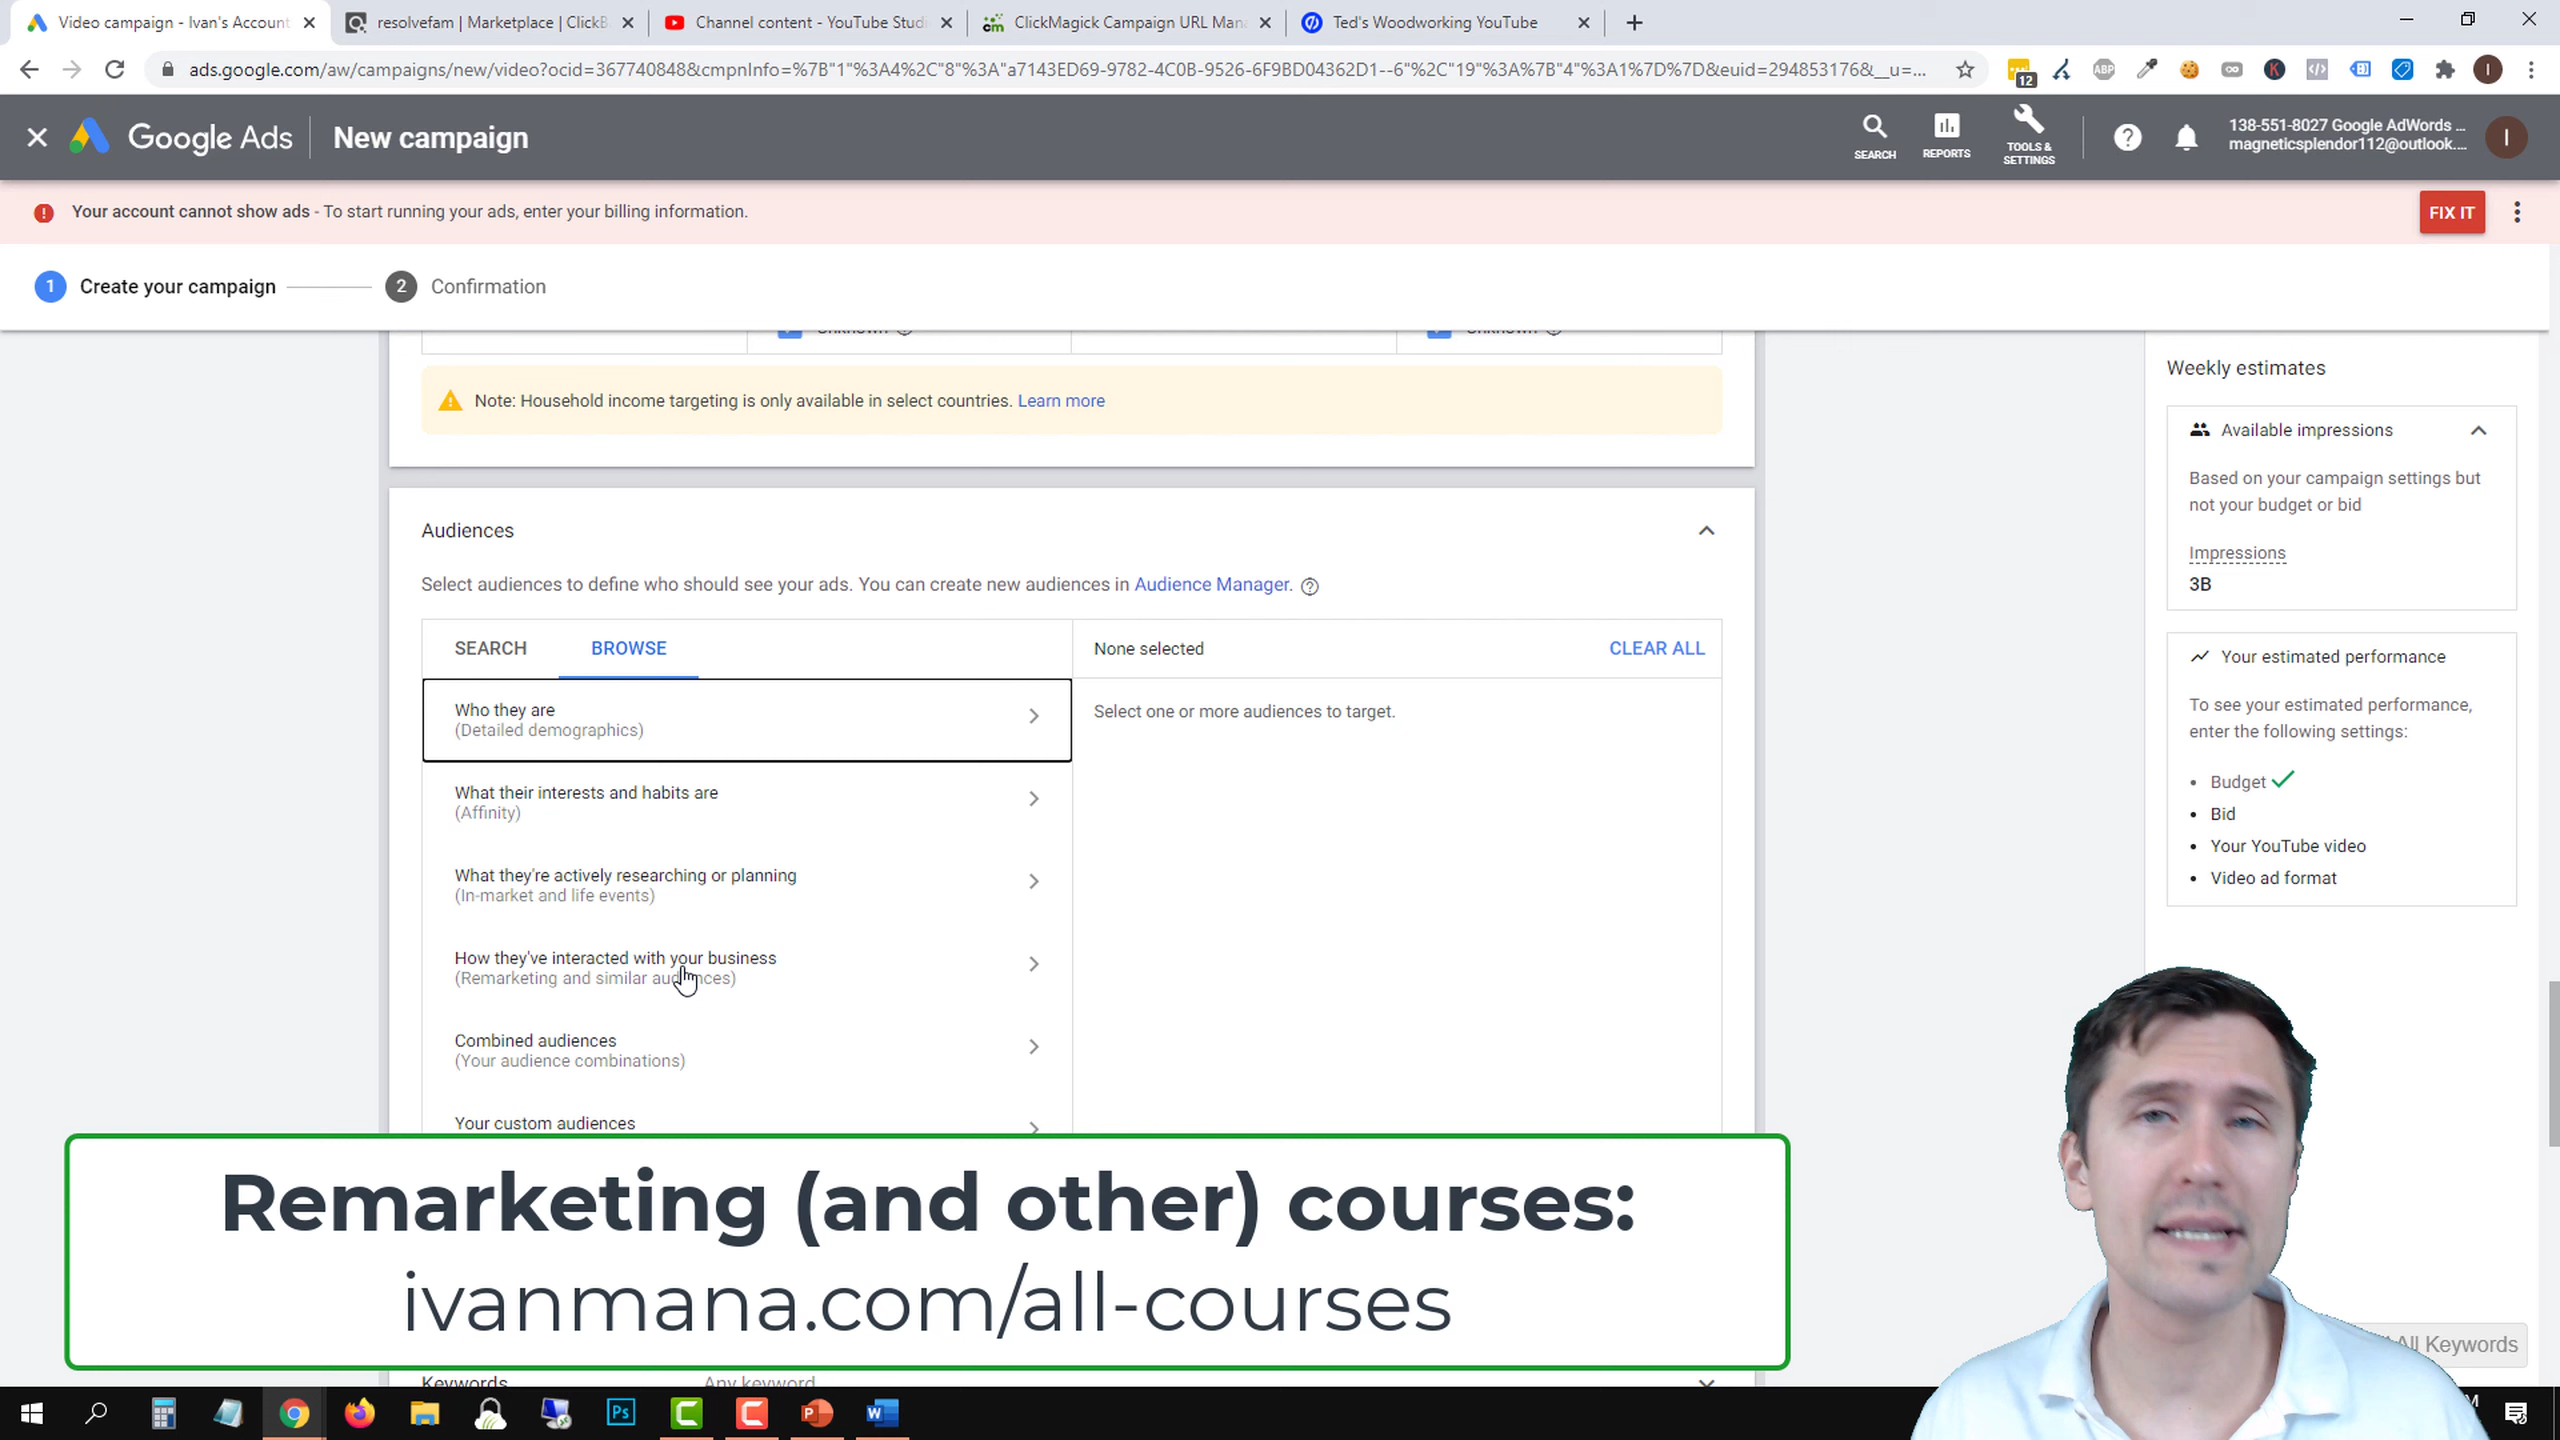 Video campaign - Ivan's Account
resolvefam | Marketplace | ClickB
Channel content - YouTube Studi
ClickMagick Campaign URL Man
Ted's Woodworking YouTube
ads.google.com/aw/campaigns/new/video?ocid=367740848&cmpnInfo=%7B"1"%3A4%2C"8"%3A"a7143ED69-9782-4C0B-9526-6F9BD04362D1--6"%2C"19"%3A%7B"4"%3A1%7D%7D&euid=294853176&__u=...
12
ABP
K
I
Google Ads
New campaign
SEARCH
REPORTS
TOOLS & SETTINGS
138-551-8027 Google AdWords ...
magneticsplendor112@outlook....
I
Your account cannot show ads - To start running your ads, enter your billing information.
FIX IT
1 Create your campaign
2 Confirmation
Unknown
Unknown
Note: Household income targeting is only available in select countries. Learn more
Audiences
Select audiences to define who should see your ads. You can create new audiences in Audience Manager.
SEARCH
BROWSE
None selected
CLEAR ALL
Who they are
(Detailed demographics)
Select one or more audiences to target.
What their interests and habits are
(Affinity)
What they're actively researching or planning
(In-market and life events)
How they've interacted with your business
(Remarketing and similar audiences)
Combined audiences
(Your audience combinations)
Your custom audiences
Weekly estimates
Available impressions
Based on your campaign settings but
not your budget or bid
Impressions
3B
Your estimated performance
To see your estimated performance,
enter the following settings:
• Budget
• Bid
• Your YouTube video
• Video ad format
Remarketing (and other) courses:
ivanmana.com/all-courses
All Keywords
Keywords
Any keyword
Ps
P
W